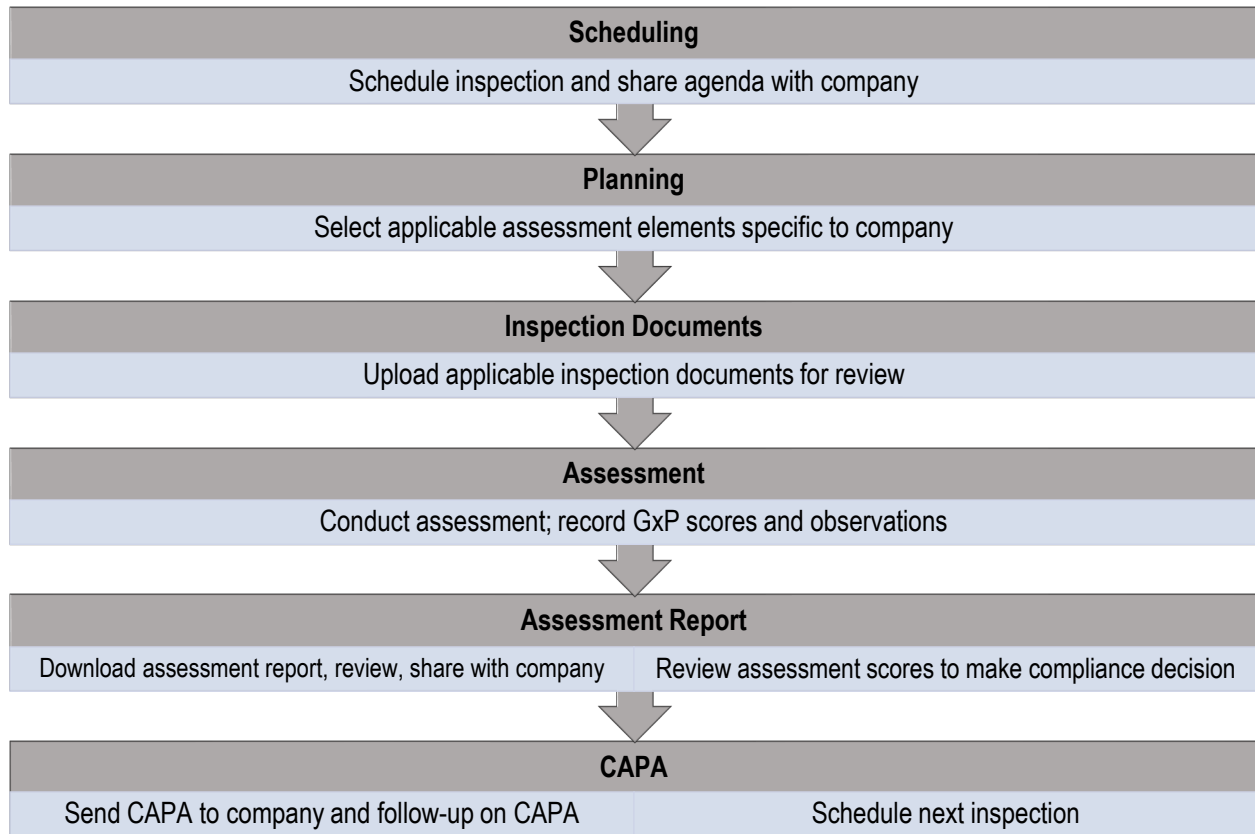 Scheduling
Schedule inspection and share agenda with company
Planning
Select applicable assessment elements specific to company
Inspection Documents
Upload applicable inspection documents for review
Assessment
Conduct assessment; record GxP scores and observations
Assessment Report
Download assessment report, review, share with company
Review assessment scores to make compliance decision
CAPA
Send CAPA to company and follow-up on CAPA
Schedule next inspection